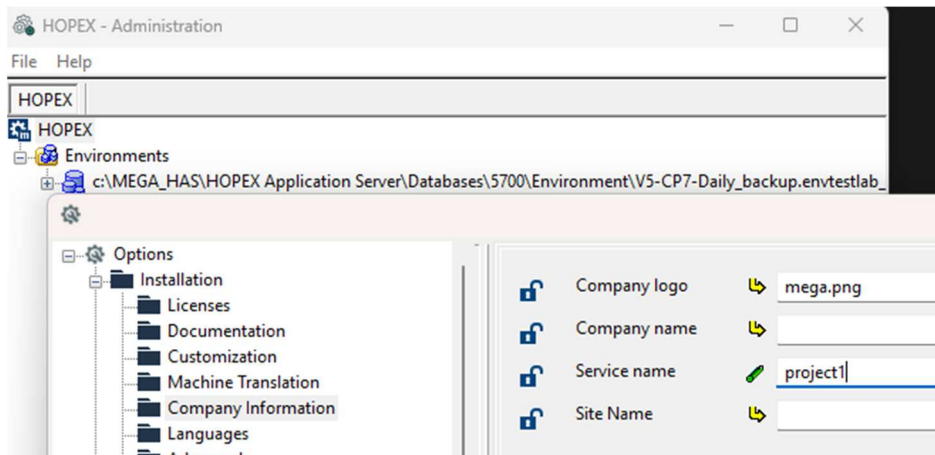 HOPEX - Administration
File Help
HOPEX
HOPEX
Environments
c:\MEGA_HAS\HOPEX Application Server\Databases\5700\Environment\V5-CP7-Daily_backup.envtestlab_
Options
Installation
Licenses
Documentation
Customization
Machine Translation
Company Information
Languages
Company logo mega.png
Company name
Service name project1
Site Name